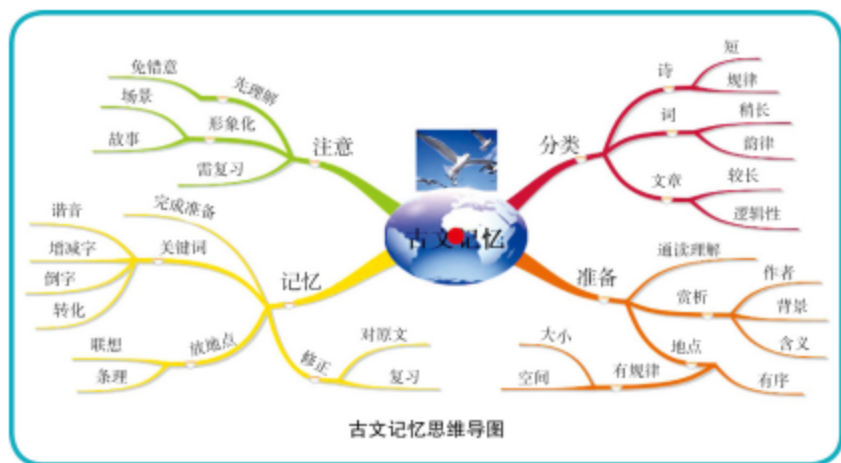 古文记忆
分类
诗
短
规律
词
稍长
韵律
文章
较长
逻辑性
准备
通读理解
赏析
作者
背景
含义
地点
有序
有规律
大小
空间
记忆
完成准备
关键词
谐音
增减字
倒字
转化
放地点
联想
条理
修正
对原文
复习
注意
先理解
免错意
形象化
场景
故事
需复习
古文记忆思维导图